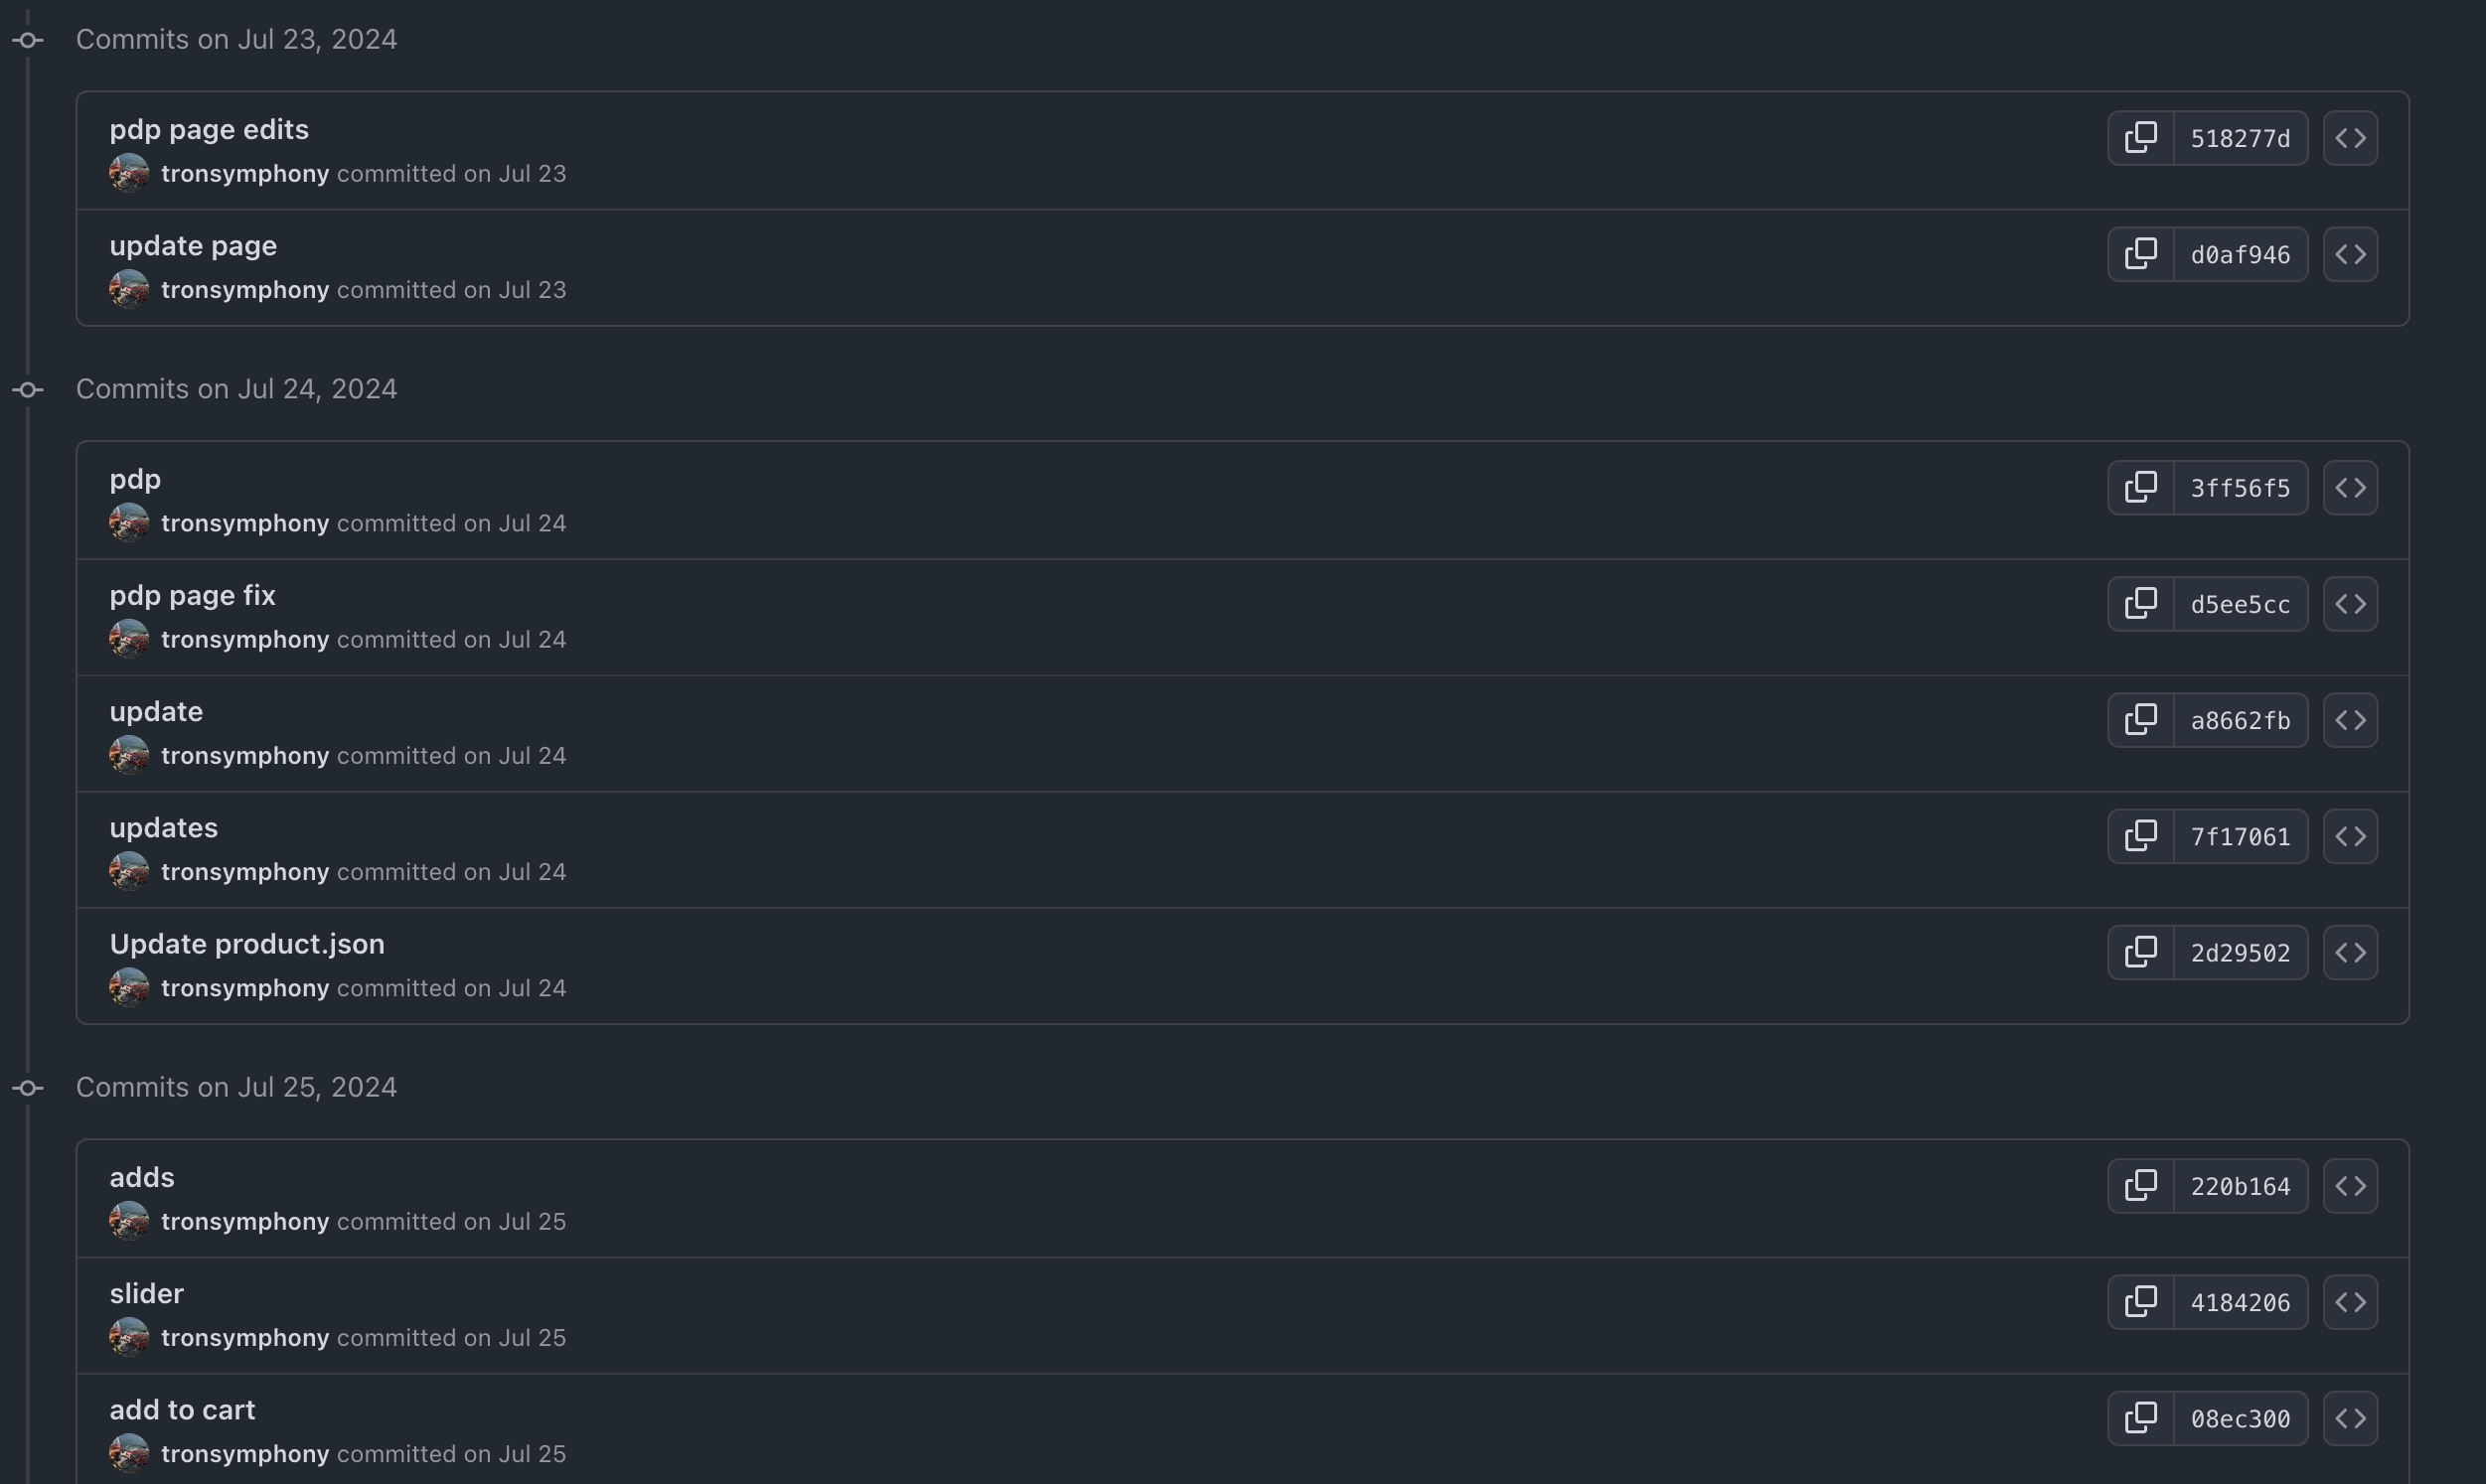 Commits on Jul 23, 2024
pdp page edits
518277d
tronsymphony committed on Jul 23
update page
d0af946
tronsymphony committed on Jul 23
Commits on Jul 24, 2024
pdp
3ff56f5
tronsymphony committed on Jul 24
pdp page fix
d5ee5cc
tronsymphony committed on Jul 24
update
a8662fb
tronsymphony committed on Jul 24
updates
7f17061
tronsymphony committed on Jul 24
Update product.json
2d29502
tronsymphony committed on Jul 24
Commits on Jul 25, 2024
adds
220b164
tronsymphony committed on Jul 25
slider
4184206
tronsymphony committed on Jul 25
add to cart
08ec300
tronsymphony committed on Jul 25